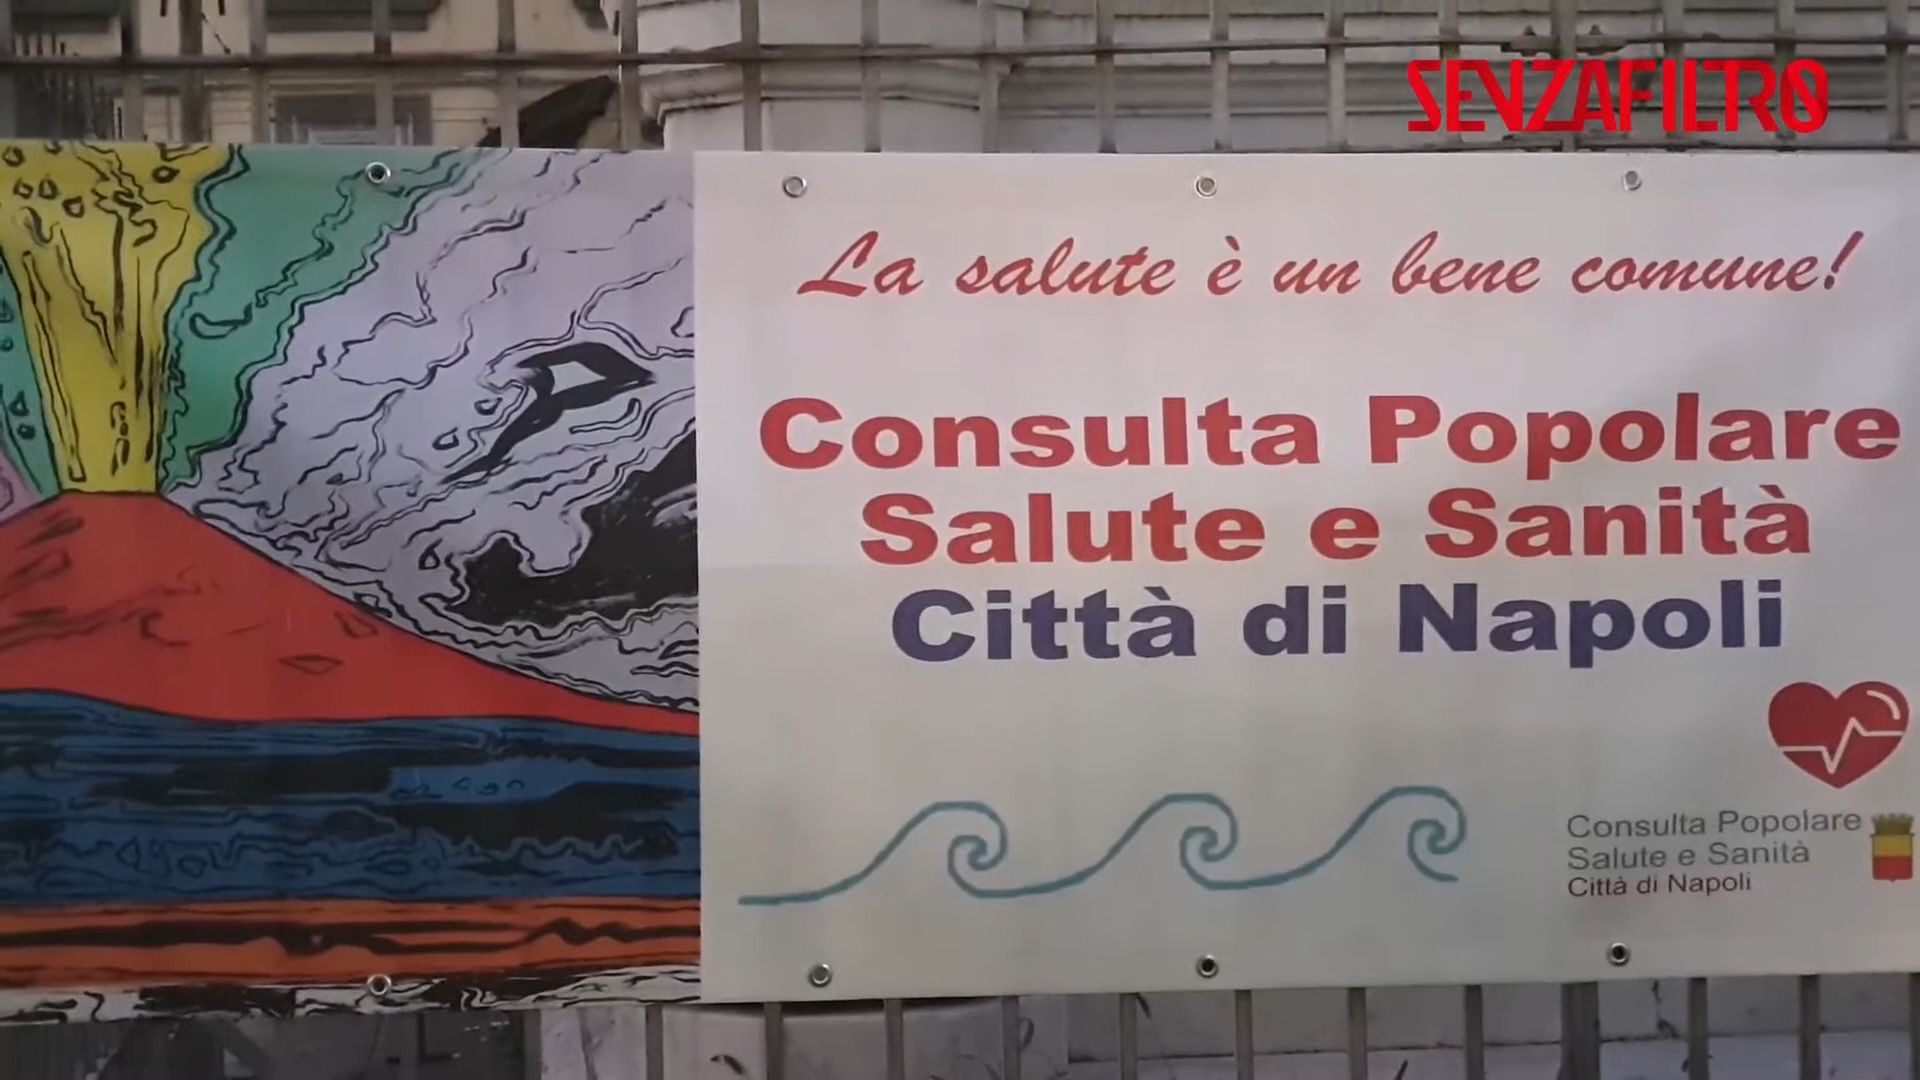 SENZAFILTRO
La salute è un bene comune!
Consulta Popolare
Salute e Sanità
Città di Napoli
Consulta Popolare
Salute e Sanità
Città di Napoli